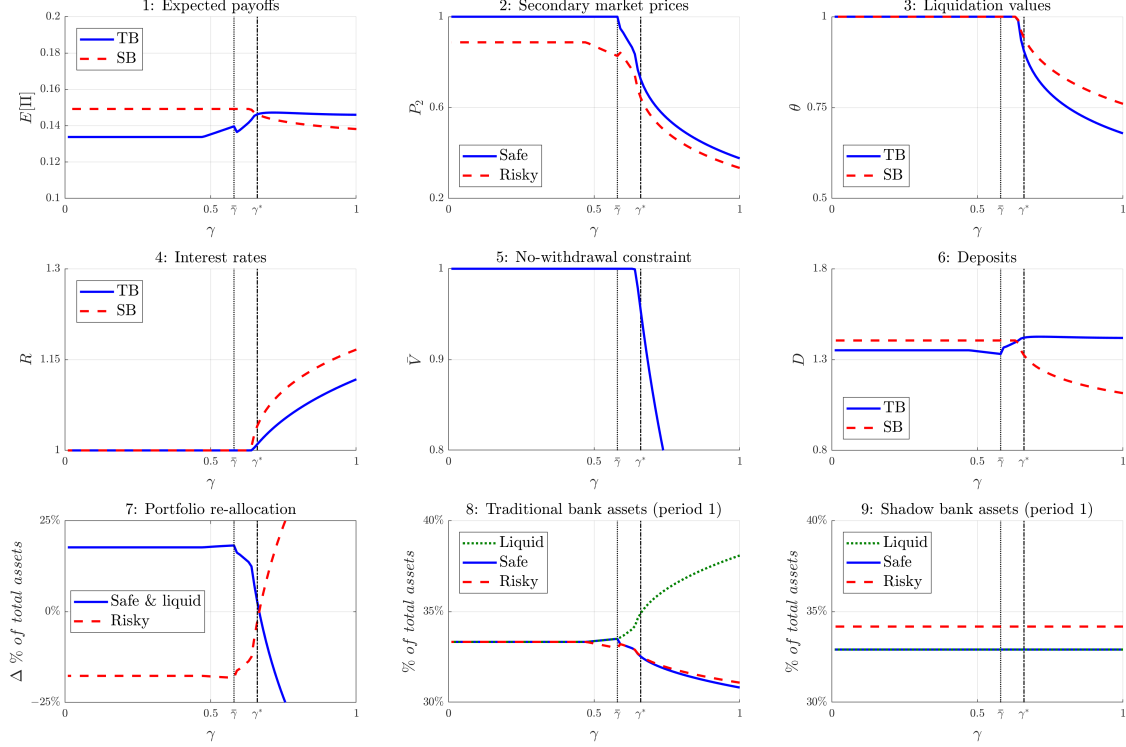 1: Expected payoffs
0.2
0.18
0.16
0.14
0.12
0.1
E[Π]
TB
SB
0
0.5
γ̄
γ*
1
γ
2: Secondary market prices
1
0.6
0.2
P₂
Safe
Risky
0
0.5
γ̄
γ*
1
γ
3: Liquidation values
1
0.75
0.5
θ
TB
SB
0
0.5
γ̄
γ*
1
γ
4: Interest rates
1.3
1.15
1
R
TB
SB
0
0.5
γ̄
γ*
1
γ
5: No-withdrawal constraint
1
0.9
0.8
V̄
0
0.5
γ̄
γ*
1
γ
6: Deposits
1.8
1.3
0.8
D
TB
SB
0
0.5
γ̄
γ*
1
γ
7: Portfolio re-allocation
25%
0%
−25%
Δ % of total assets
Safe & liquid
Risky
0
0.5
γ̄
γ*
1
γ
8: Traditional bank assets (period 1)
40%
35%
30%
% of total assets
Liquid
Safe
Risky
0
0.5
γ̄
γ*
1
γ
9: Shadow bank assets (period 1)
40%
35%
30%
% of total assets
Liquid
Safe
Risky
0
0.5
γ̄
γ*
1
γ